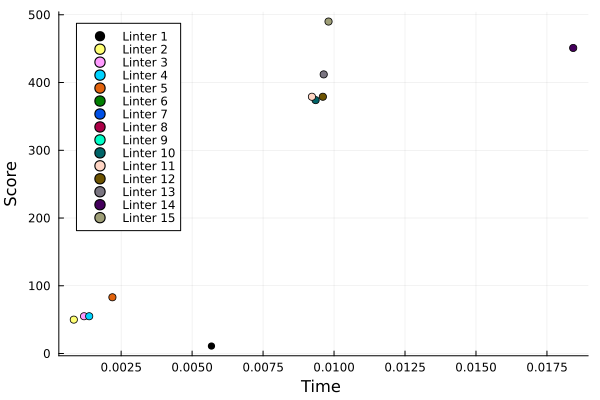 500
400
300
200
100
0
Score
Linter 1
Linter 2
Linter 3
Linter 4
Linter 5
Linter 6
Linter 7
Linter 8
Linter 9
Linter 10
Linter 11
Linter 12
Linter 13
Linter 14
Linter 15
0.0025 0.0050 0.0075 0.0100 0.0125 0.0150 0.0175
Time